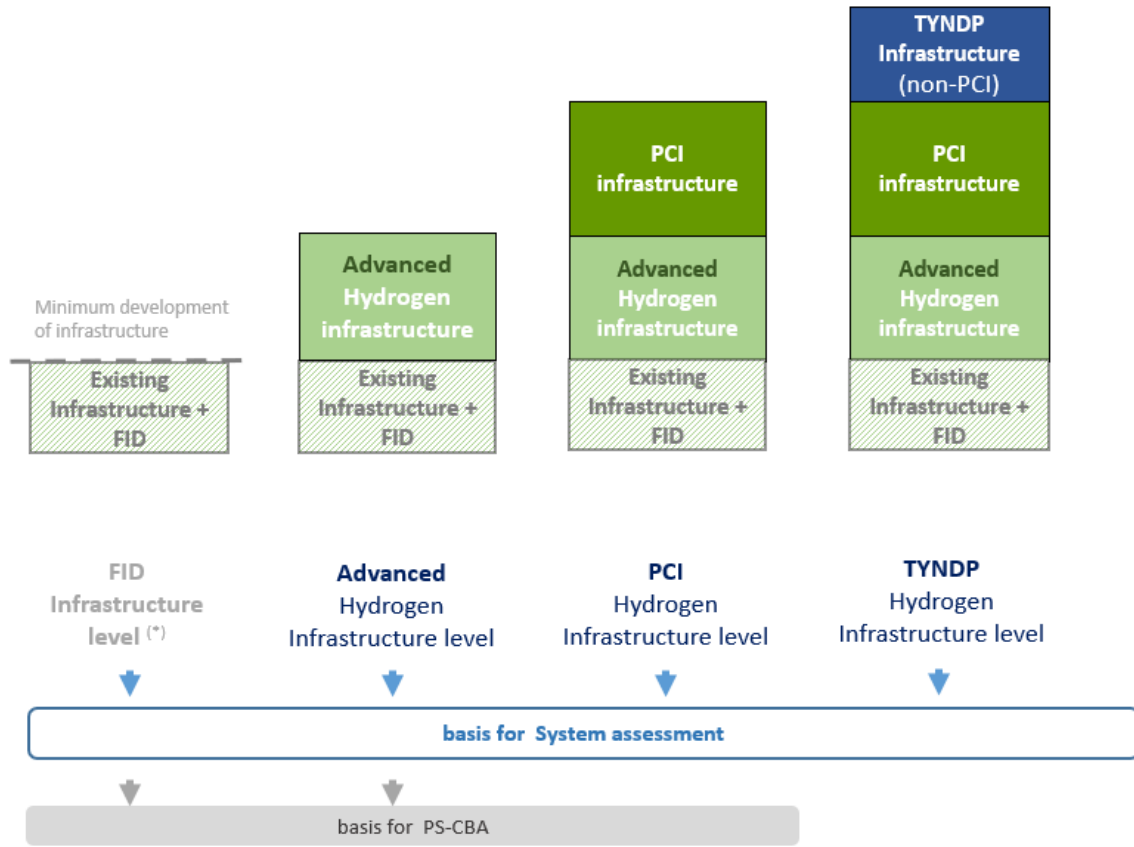 TYNDP
Infrastructure
(non-PCI)
PCI
infrastructure
PCI
infrastructure
Advanced
Hydrogen
infrastructure
Advanced
Hydrogen
infrastructure
Advanced
Hydrogen
infrastructure
Minimum development
of infrastructure
Existing
Infrastructure +
FID
Existing
Infrastructure +
FID
Existing
Infrastructure +
FID
Existing
Infrastructure +
FID
FID
Infrastructure
level (*)
Advanced
Hydrogen
Infrastructure level
PCI
Hydrogen
Infrastructure level
TYNDP
Hydrogen
Infrastructure level
basis for System assessment
basis for PS-CBA